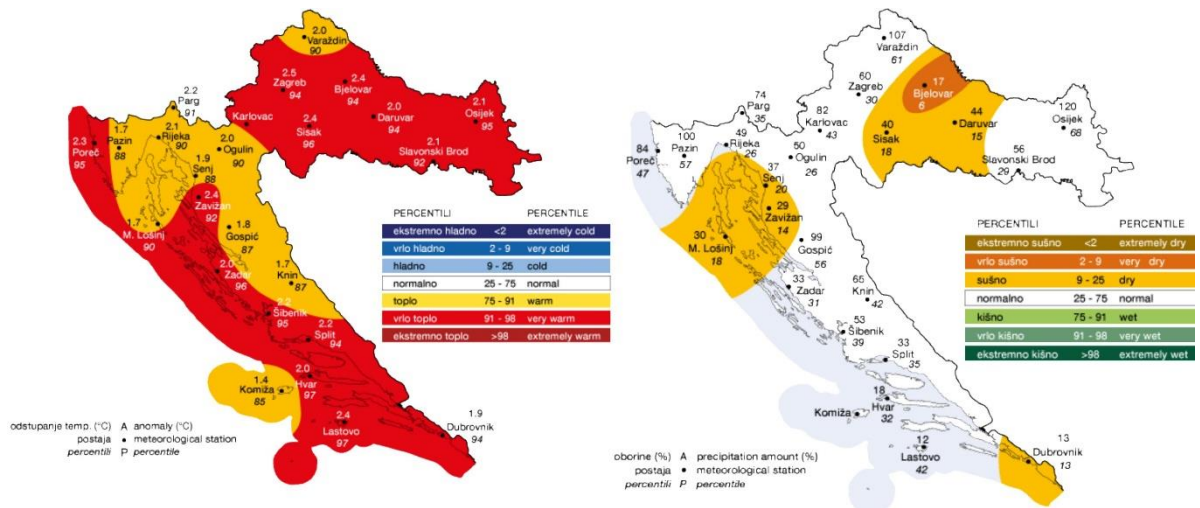 2.0
Varaždin
90
2.5
Zagreb
94
2.4
Bjelovar
94
2.0
Daruvar
94
2.1
Osijek
95
2.2
Parg
91
Karlovac
2.4
Sisak
96
2.1
Slavonski Brod
92
2.3
Poreč
95
1.7
Pazin
88
2.1
Rijeka
90
2.0
Ogulin
90
1.9
Senj
88
2.4
Zavižan
92
1.7
M. Lošinj
90
1.8
Gospić
87
2.0
Zadar
96
1.7
Knin
87
2.2
Šibenik
95
2.2
Split
94
2.0
Hvar
97
1.4
Komiža
85
2.4
Lastovo
97
1.9
Dubrovnik
94
PERCENTILI PERCENTILE
ekstremno hladno <2 extremely cold
vrlo hladno 2 - 9 very cold
hladno 9 - 25 cold
normalno 25 - 75 normal
toplo 75 - 91 warm
vrlo toplo 91 - 98 very warm
ekstremno toplo >98 extremely warm
odstupanje temp. (°C) A anomaly (°C)
postaja • meteorological station
percentili P percentile
107
Varaždin
61
60
Zagreb
30
17
Bjelovar
6
44
Daruvar
15
120
Osijek
68
74
Parg
35
82
Karlovac
43
40
Sisak
18
56
Slavonski Brod
29
84
Poreč
47
100
Pazin
57
49
Rijeka
26
50
Ogulin
26
37
Senj
20
29
Zavižan
14
30
M. Lošinj
18
99
Gospić
56
33
Zadar
31
65
Knin
42
53
Šibenik
39
33
Split
35
18
Hvar
32
Komiža
12
Lastovo
42
13
Dubrovnik
13
PERCENTILI PERCENTILE
ekstremno sušno <2 extremely dry
vrlo sušno 2 - 9 very dry
sušno 9 - 25 dry
normalno 25 - 75 normal
kišno 75 - 91 wet
vrlo kišno 91 - 98 very wet
ekstremno kišno >98 extremely wet
oborine (%) A precipitation amount (%)
postaja • meteorological station
percentili P percentile